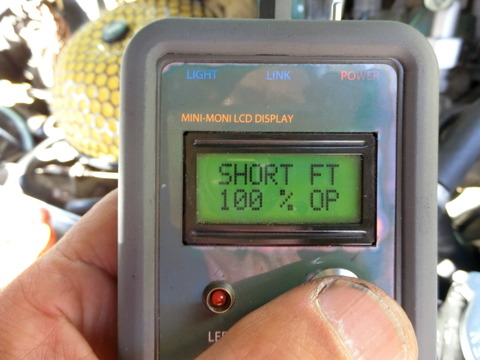 LIGHT LINK POWER
MINI-MONI LCD DISPLAY
SHORT FT
100 % OP